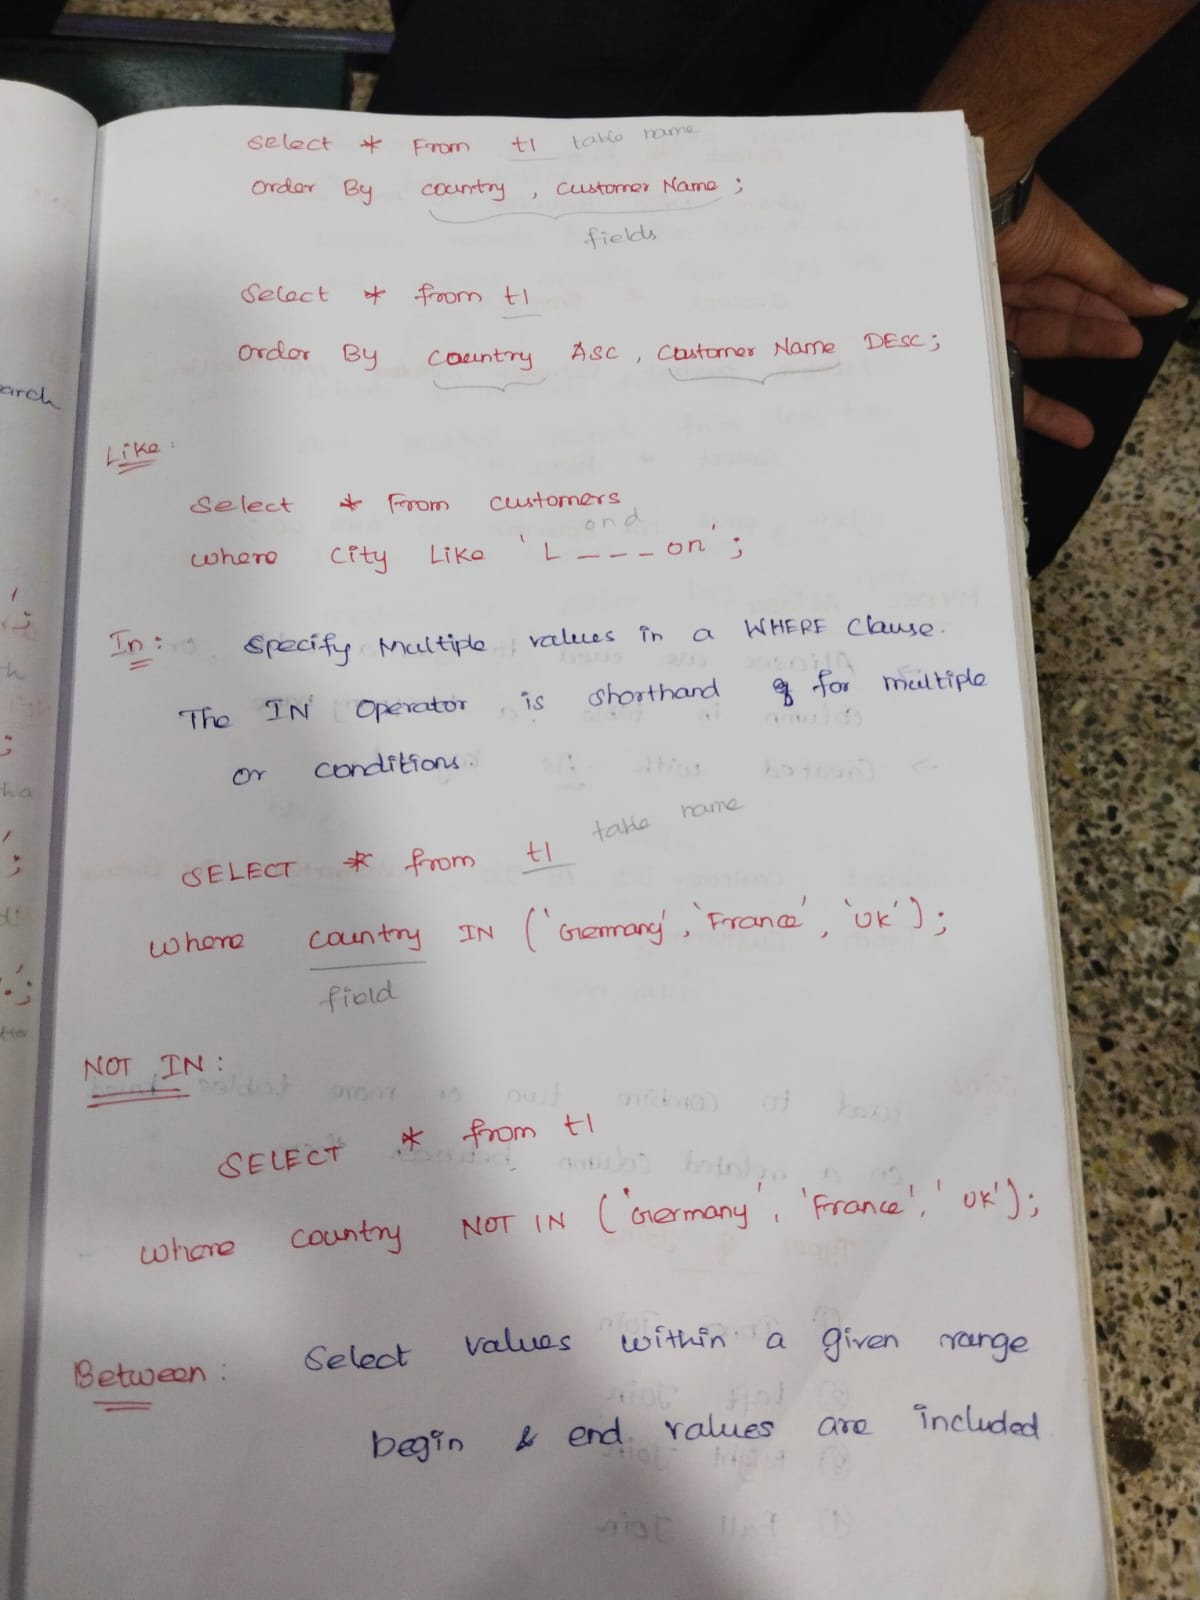 Select * From t1 table name
Order By country , Customer Name ;
fields
Select * from t1
Order By Country ASC , Customer Name DESC ;
Like :
Select * From customers
ond
where City Like 'L _ _ _ on' ;
In : Specify Multiple values in a WHERE Clause.
The IN Operator is shorthand for multiple
or conditions.
SELECT * from t1 table name
where country IN ('Germany', 'France', 'UK') ;
field
NOT IN :
SELECT * from t1
where country NOT IN ('Germany', 'France', 'UK') ;
Between : Select values within a given range
begin & end values are included
arch